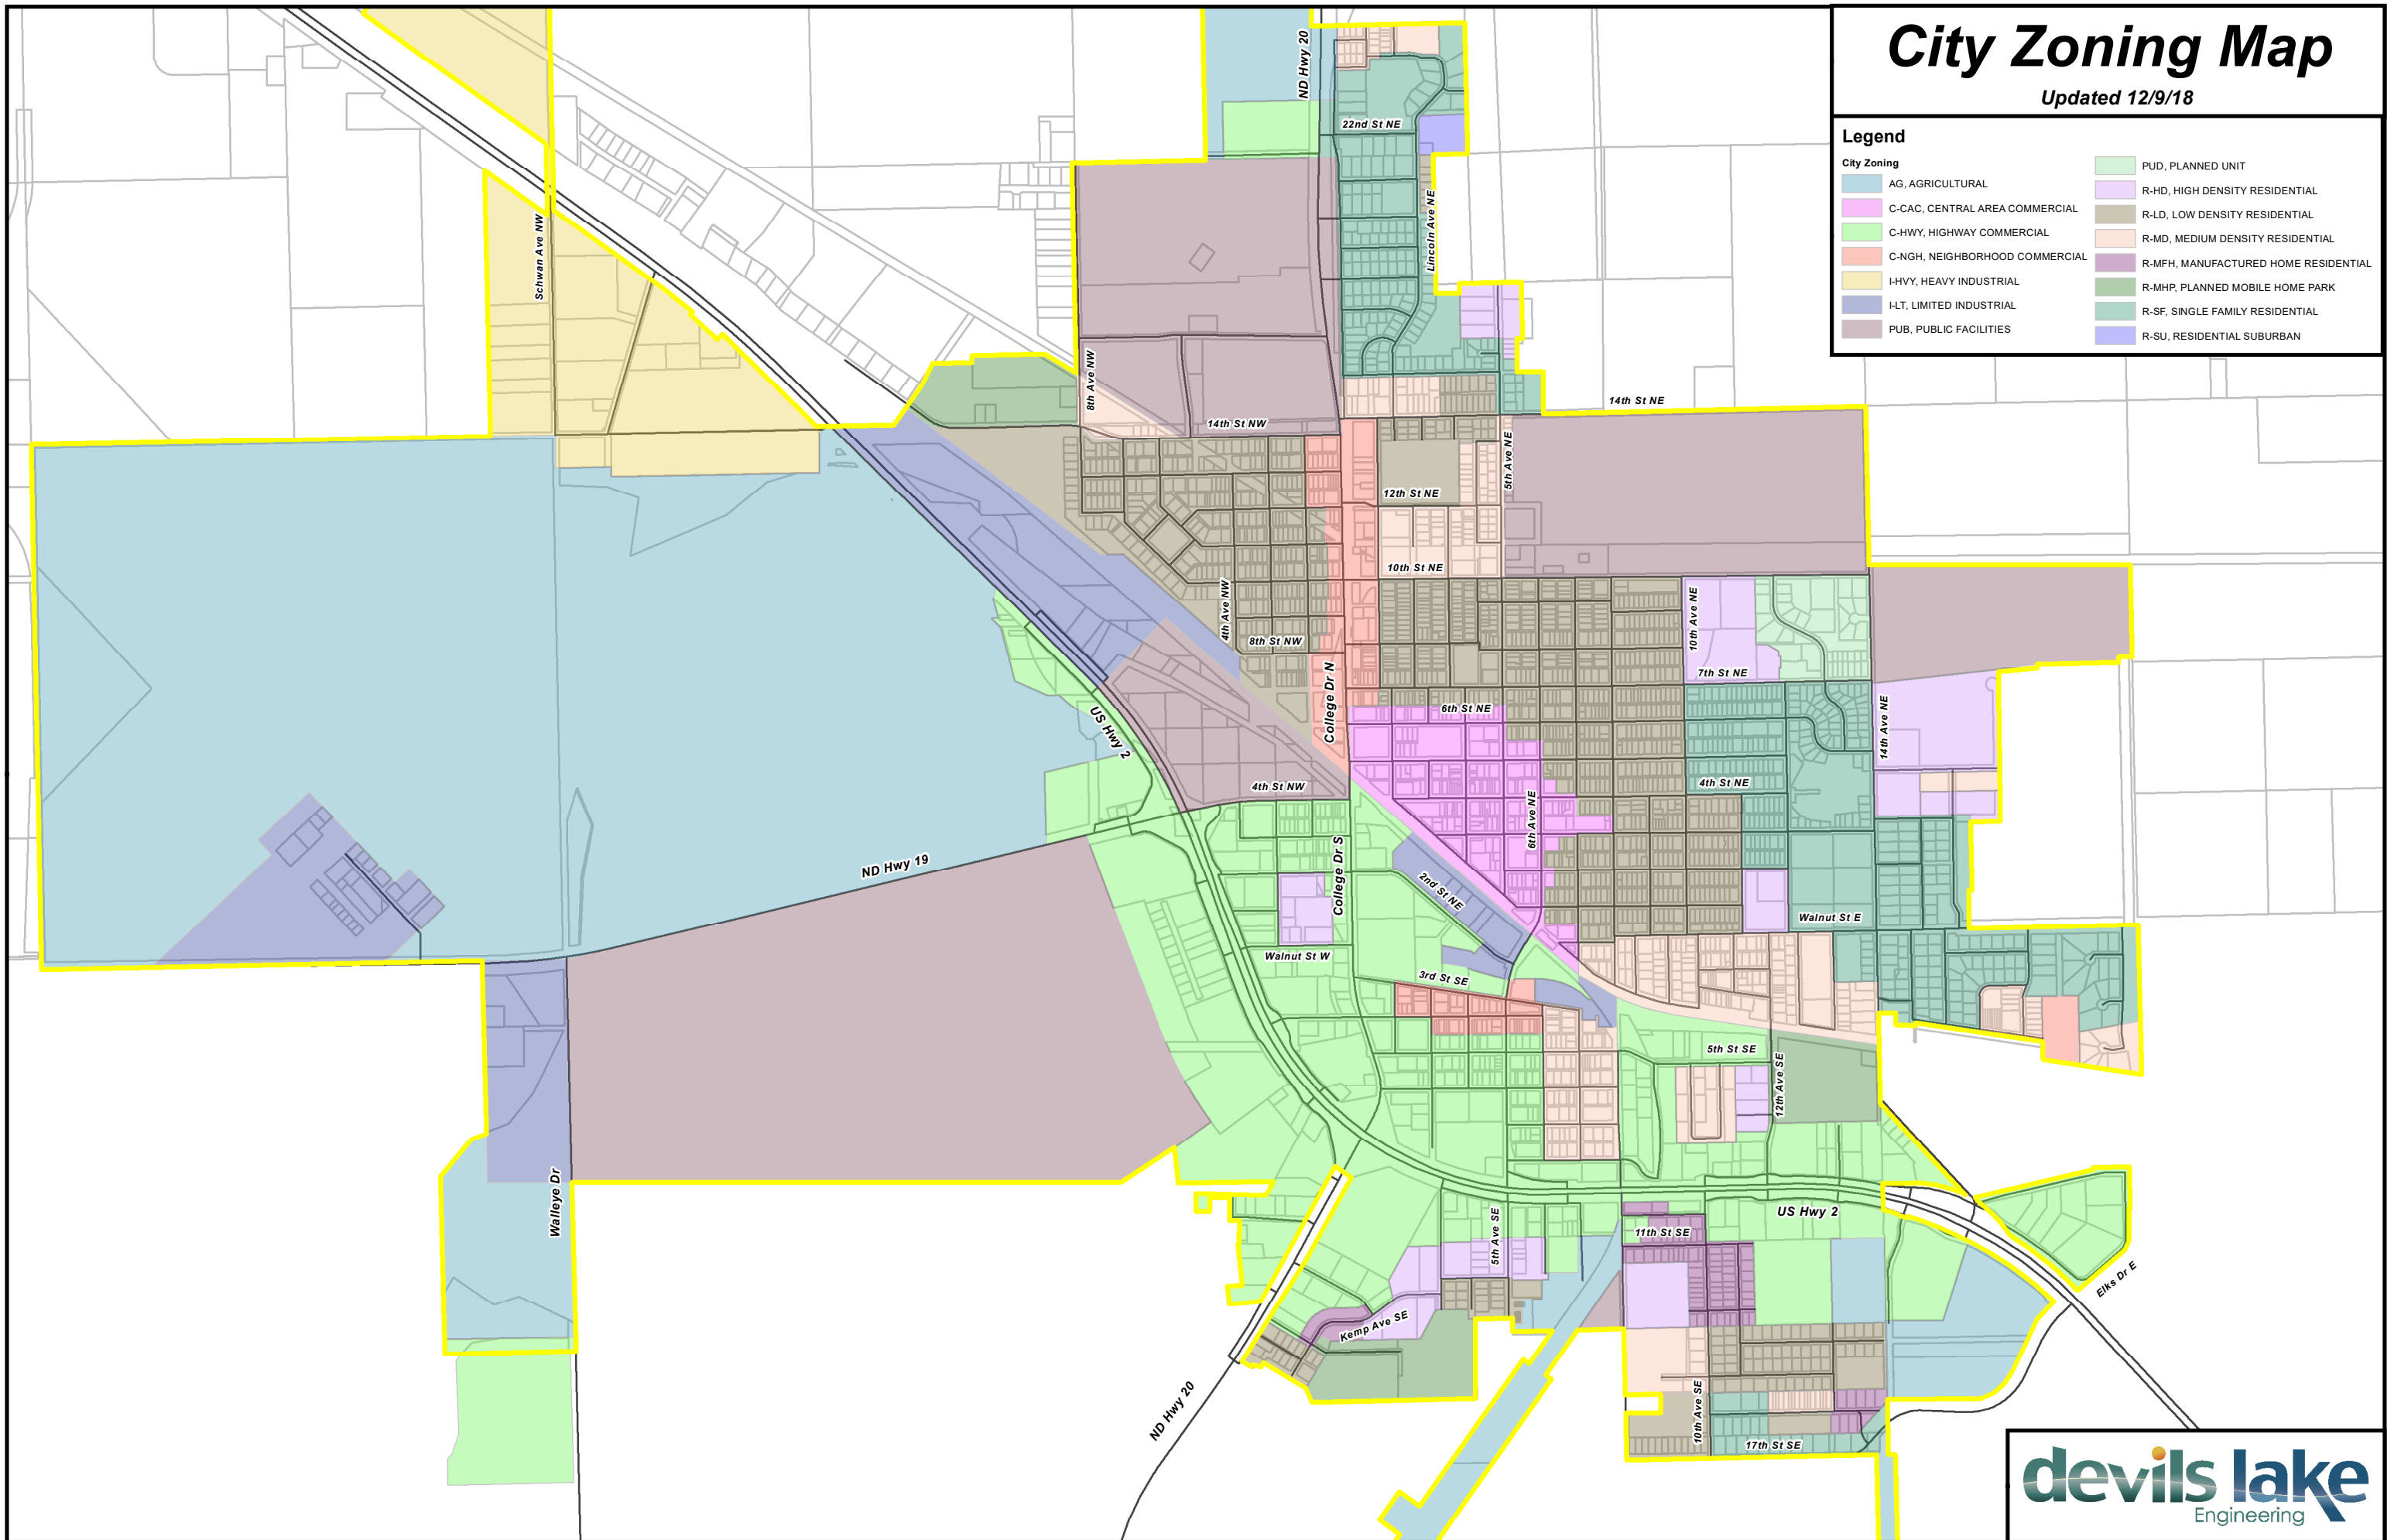 City Zoning Map
Updated 12/9/18
Legend
City Zoning
AG, AGRICULTURAL
C-CAC, CENTRAL AREA COMMERCIAL
C-HWY, HIGHWAY COMMERCIAL
C-NGH, NEIGHBORHOOD COMMERCIAL
I-HVY, HEAVY INDUSTRIAL
I-LT, LIMITED INDUSTRIAL
PUB, PUBLIC FACILITIES
PUD, PLANNED UNIT
R-HD, HIGH DENSITY RESIDENTIAL
R-LD, LOW DENSITY RESIDENTIAL
R-MD, MEDIUM DENSITY RESIDENTIAL
R-MFH, MANUFACTURED HOME RESIDENTIAL
R-MHP, PLANNED MOBILE HOME PARK
R-SF, SINGLE FAMILY RESIDENTIAL
R-SU, RESIDENTIAL SUBURBAN
ND Hwy 20
22nd St NE
Lincoln Ave NE
Schwan Ave NW
8th Ave NW
14th St NW
14th St NE
5th Ave NE
12th St NE
10th St NE
4th Ave NW
8th St NW
10th Ave NE
7th St NE
College Dr N
6th St NE
14th Ave NE
US Hwy 2
4th St NW
4th St NE
6th Ave NE
ND Hwy 19
College Dr S
2nd St NE
Walnut St E
Walnut St W
3rd St SE
5th St SE
12th Ave SE
Walleye Dr
5th Ave SE
11th St SE
US Hwy 2
Elks Dr E
Kemp Ave SE
ND Hwy 20
10th Ave SE
17th St SE
devils lake
Engineering